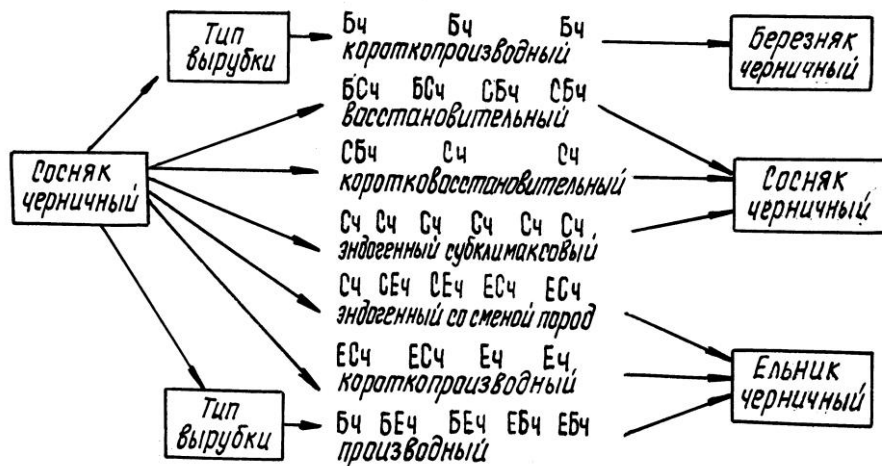 Тип
вырубки
Бч Бч Бч
короткопроизводный
Березняк
черничный
БСч БСч СБч СБч
васстановительный
Сосняк
черничный
СБч Сч Сч
коротковасстановительный
Сосняк
черничный
Сч Сч Сч Сч Сч Сч
эндогенный субклимаксовый
Сч СЕч СЕч ЕСч ЕСч
эндогенный со сменой пород
ЕСч ЕСч Еч Еч
короткопроизводный
Ельник
черничный
Тип
вырубки
Бч БЕч БЕч ЕБч ЕБч
производный